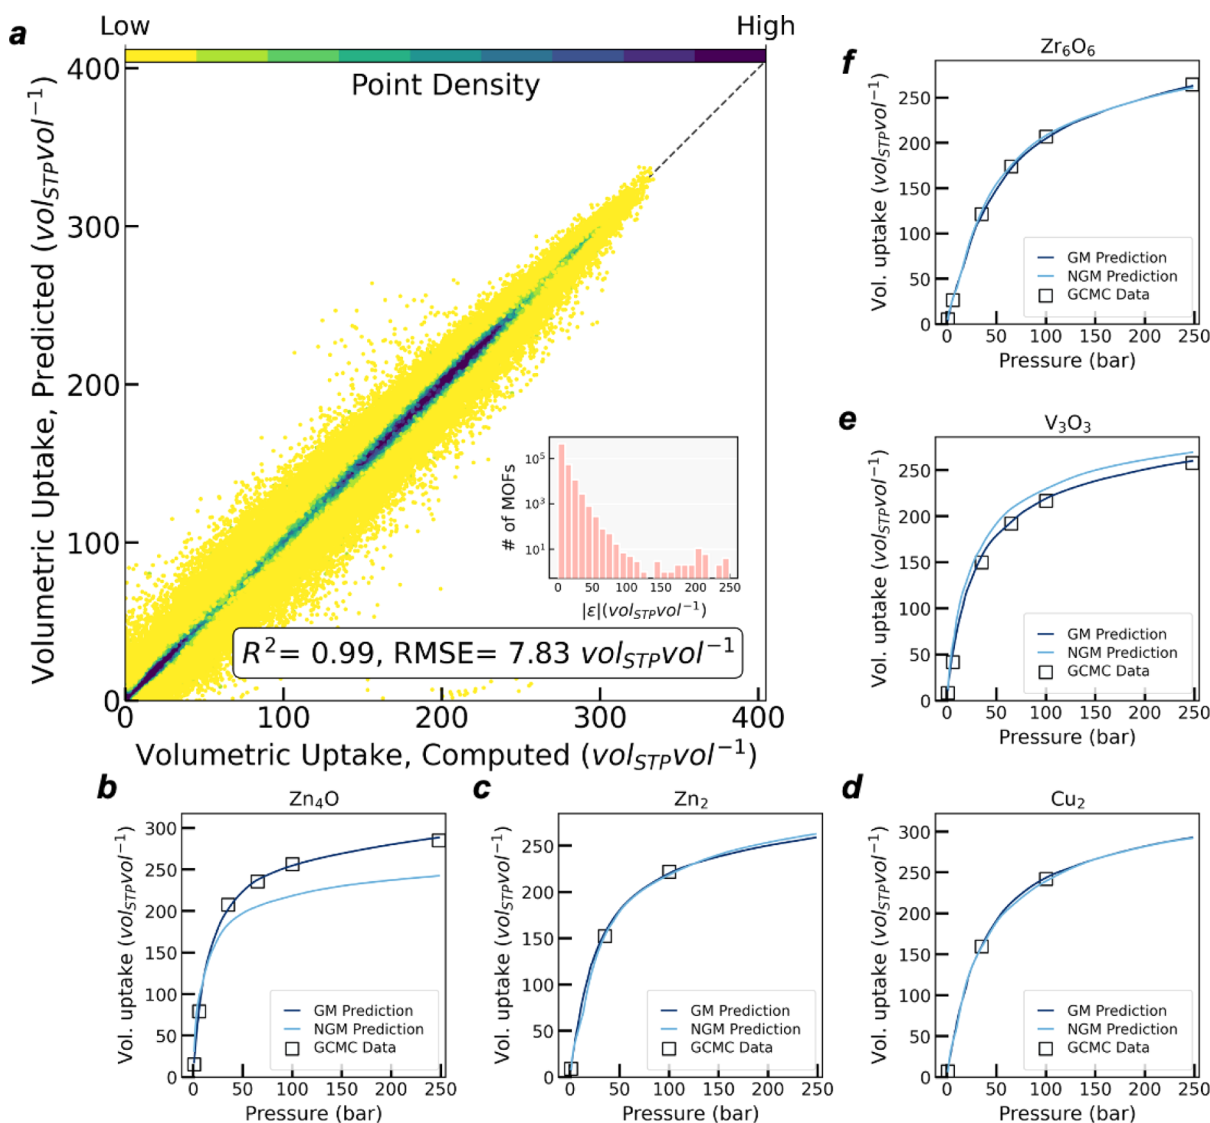 a
Low
High
Point Density
Volumetric Uptake, Predicted (vol_STP vol⁻¹)
400
300
200
100
0
0 100 200 300 400
Volumetric Uptake, Computed (vol_STP vol⁻¹)
R²= 0.99, RMSE= 7.83 vol_STP vol⁻¹
# of MOFs
10⁵
10³
10¹
0 50 100 150 200 250
|ε|(vol_STP vol⁻¹)
f
Zr₆O₆
Vol. uptake (vol_STP vol⁻¹)
250
200
150
100
50
0
GM Prediction
NGM Prediction
GCMC Data
0 50 100 150 200 250
Pressure (bar)
e
V₃O₃
Vol. uptake (vol_STP vol⁻¹)
250
200
150
100
50
0
GM Prediction
NGM Prediction
GCMC Data
0 50 100 150 200 250
Pressure (bar)
b
Zn₄O
Vol. uptake (vol_STP vol⁻¹)
300
250
200
150
100
50
0
GM Prediction
NGM Prediction
GCMC Data
0 50 100 150 200 250
Pressure (bar)
c
Zn₂
Vol. uptake (vol_STP vol⁻¹)
250
200
150
100
50
0
GM Prediction
NGM Prediction
GCMC Data
0 50 100 150 200 250
Pressure (bar)
d
Cu₂
Vol. uptake (vol_STP vol⁻¹)
300
250
200
150
100
50
0
GM Prediction
NGM Prediction
GCMC Data
0 50 100 150 200 250
Pressure (bar)